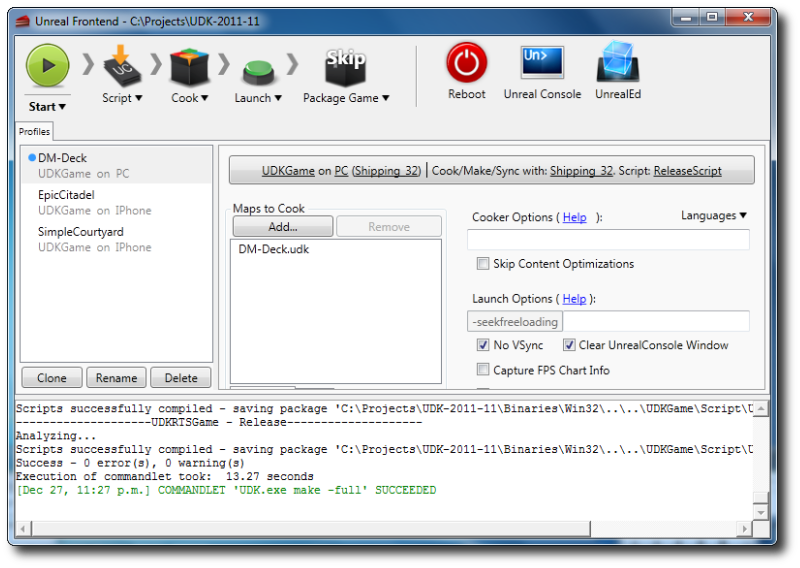 Unreal Frontend - C:\Projects\UDK-2011-11
Start
Script
Cook
Launch
Skip
Package Game
Reboot
Un>
Unreal Console
UnrealEd
UC
Profiles
DM-Deck
UDKGame on PC
EpicCitadel
UDKGame on IPhone
SimpleCourtyard
UDKGame on IPhone
Clone
Rename
Delete
UDKGame on PC (Shipping_32) | Cook/Make/Sync with: Shipping_32. Script: ReleaseScript
Maps to Cook
Add...
Remove
DM-Deck.udk
Cooker Options ( Help ):
Languages
Skip Content Optimizations
Launch Options ( Help ):
-seekfreeloading
No VSync
Clear UnrealConsole Window
Capture FPS Chart Info
Scripts successfully compiled - saving package 'C:\Projects\UDK-2011-11\Binaries\Win32\..\..\UDKGame\Script\U
--------------------UDKRTSGame - Release--------------------
Analyzing...
Scripts successfully compiled - saving package 'C:\Projects\UDK-2011-11\Binaries\Win32\..\..\UDKGame\Script\U
Success - 0 error(s), 0 warning(s)
Execution of commandlet took:  13.27 seconds
[Dec 27, 11:27 p.m.] COMMANDLET 'UDK.exe make -full' SUCCEEDED